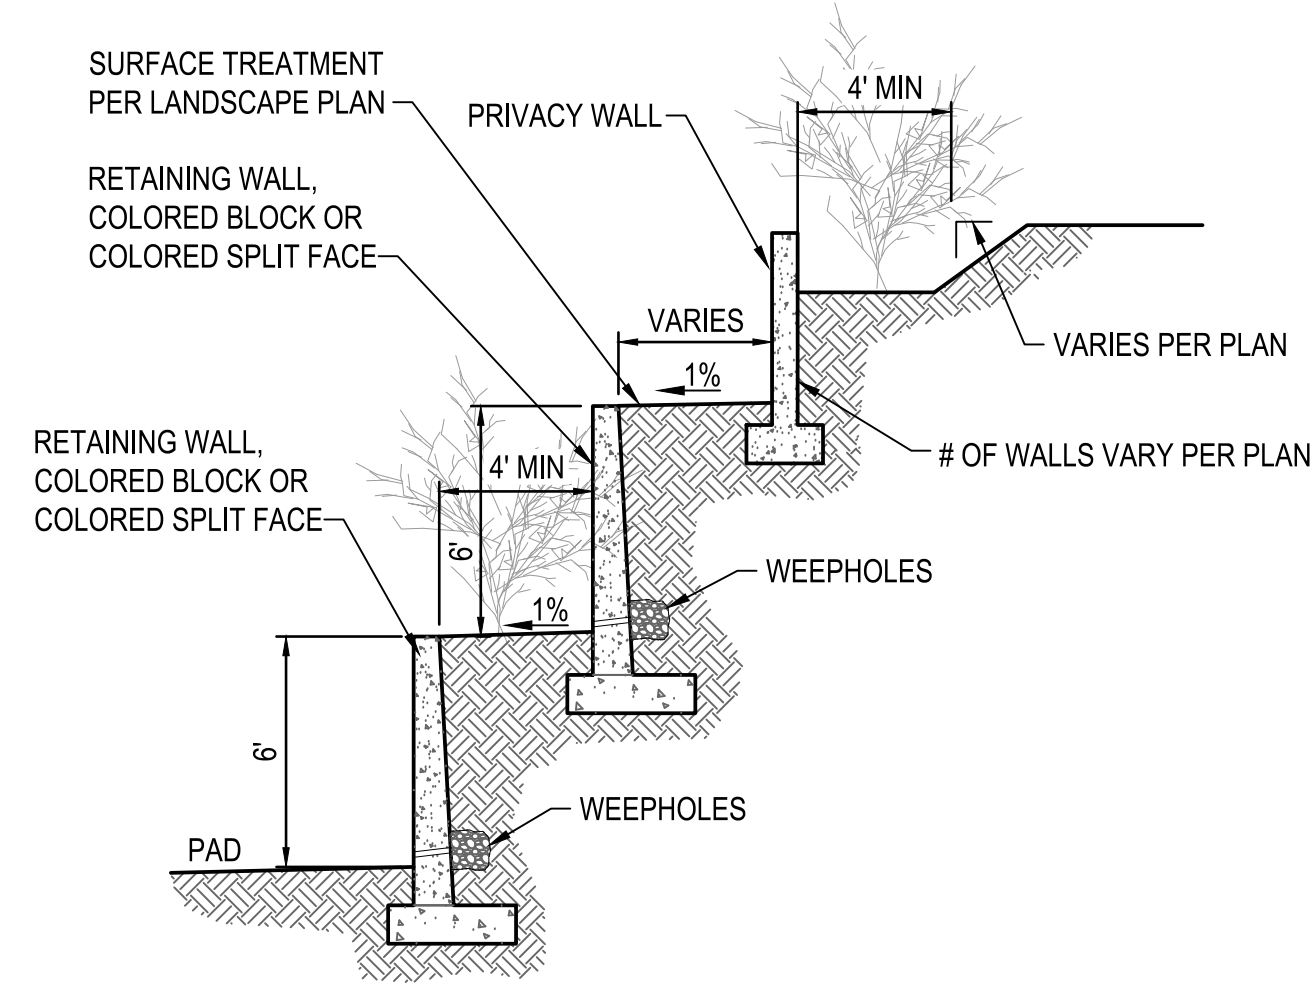 SURFACE TREATMENT
PER LANDSCAPE PLAN
4' MIN
PRIVACY WALL
RETAINING WALL,
COLORED BLOCK OR
COLORED SPLIT FACE
VARIES
VARIES PER PLAN
1%
RETAINING WALL,
COLORED BLOCK OR
COLORED SPLIT FACE
4' MIN
# OF WALLS VARY PER PLAN
6'
WEEPHOLES
1%
6'
WEEPHOLES
PAD